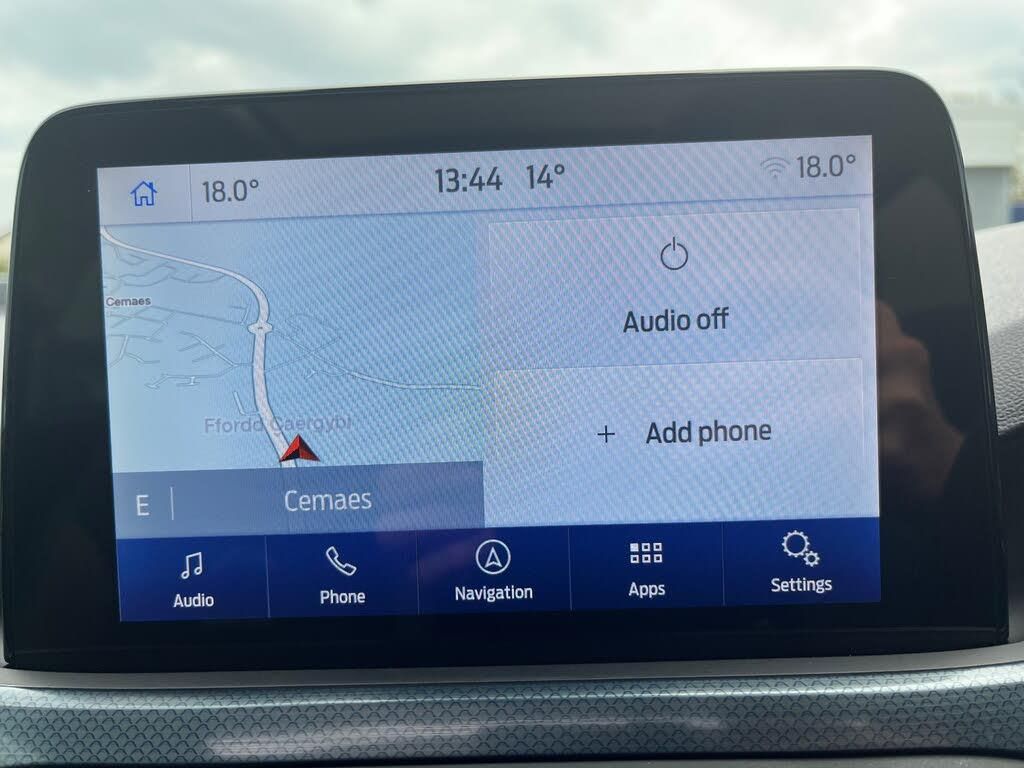 18.0°
13:44 14°
18.0°
Cemaes
Ffordd Caergybi
E
Cemaes
Audio off
+ Add phone
Audio
Phone
Navigation
Apps
Settings